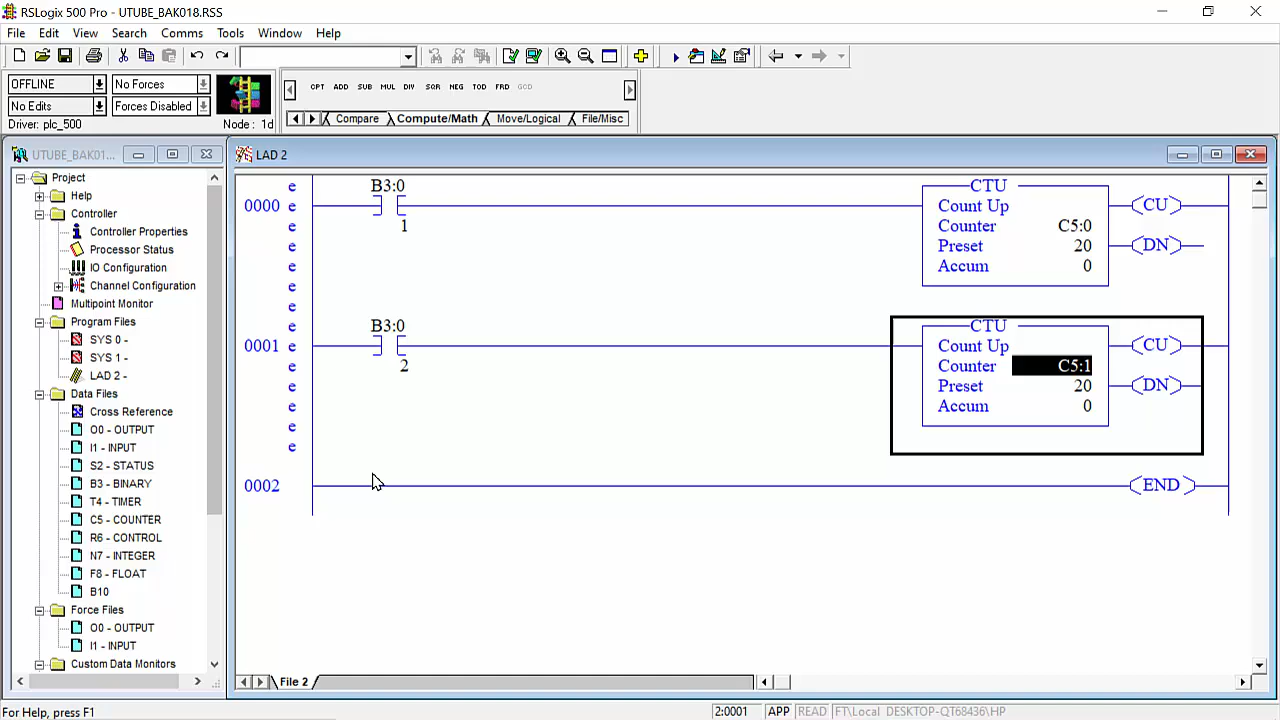 RSLogix 500 Pro - UTUBE_BAK018.RSS
File Edit View Search Comms Tools Window Help
OFFLINE No Forces
No Edits Forces Disabled
Driver: plc_500 Node : 1d
CPT ADD SUB MUL DIV SQR NEG TOD FRD GCD
Compare Compute/Math Move/Logical File/Misc
UTUBE_BAK01...
Project
Help
Controller
Controller Properties
Processor Status
IO Configuration
Channel Configuration
Multipoint Monitor
Program Files
SYS 0 -
SYS 1 -
LAD 2 -
Data Files
Cross Reference
O0 - OUTPUT
I1 - INPUT
S2 - STATUS
B3 - BINARY
T4 - TIMER
C5 - COUNTER
R6 - CONTROL
N7 - INTEGER
F8 - FLOAT
B10
Force Files
O0 - OUTPUT
I1 - INPUT
Custom Data Monitors
LAD 2
e B3:0 CTU
0000 e Count Up CU
e 1 Counter C5:0
e Preset 20 DN
e Accum 0
e
e
e B3:0 CTU
0001 e Count Up CU
e 2 Counter C5:1
e Preset 20 DN
e Accum 0
e
e
0002 END
File 2
For Help, press F1 2:0001 APP READ FT\Local DESKTOP-QT68436\HP